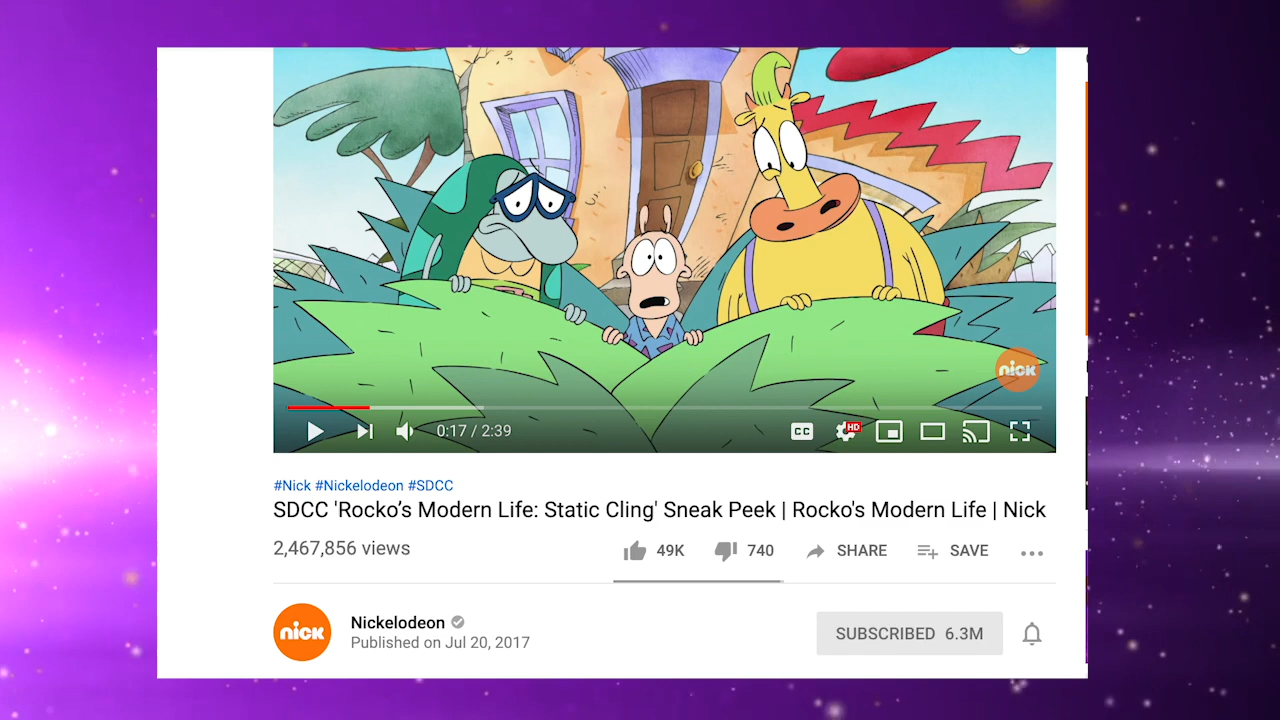 nick
0:17 / 2:39
CC
HD
#Nick #Nickelodeon #SDCC
SDCC 'Rocko’s Modern Life: Static Cling' Sneak Peek | Rocko's Modern Life | Nick
2,467,856 views
49K
740
SHARE
SAVE
nick
Nickelodeon
Published on Jul 20, 2017
SUBSCRIBED 6.3M